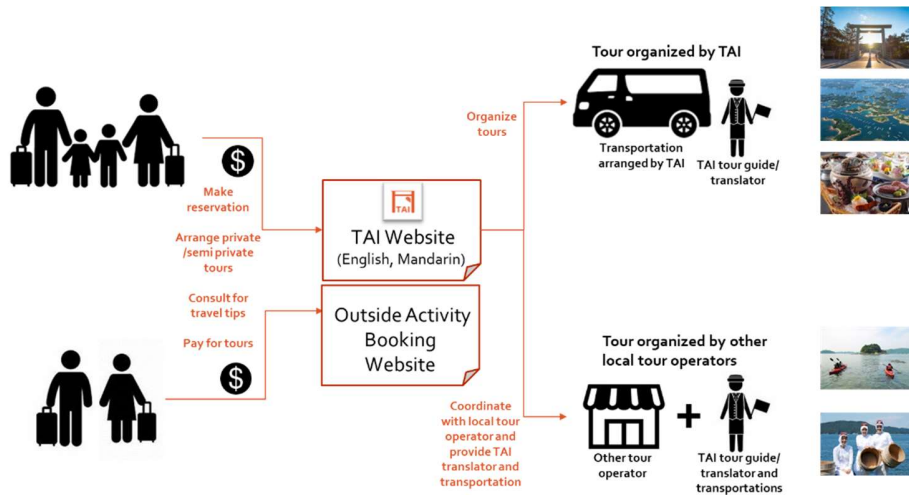 Tour organized by TAI
Organize
tours
Transportation
arranged by TAI
TAI tour guide/
translator
$
Make
reservation
Arrange private
/semi private
tours
Consult for
travel tips
Pay for tours
$
TAI
TAI Website
(English, Mandarin)
Outside Activity
Booking
Website
Tour organized by other
local tour operators
Coordinate
with local tour
operator and
provide TAI
translator and
transportation
Other tour
operator
+
TAI tour guide/
translator and
transportations